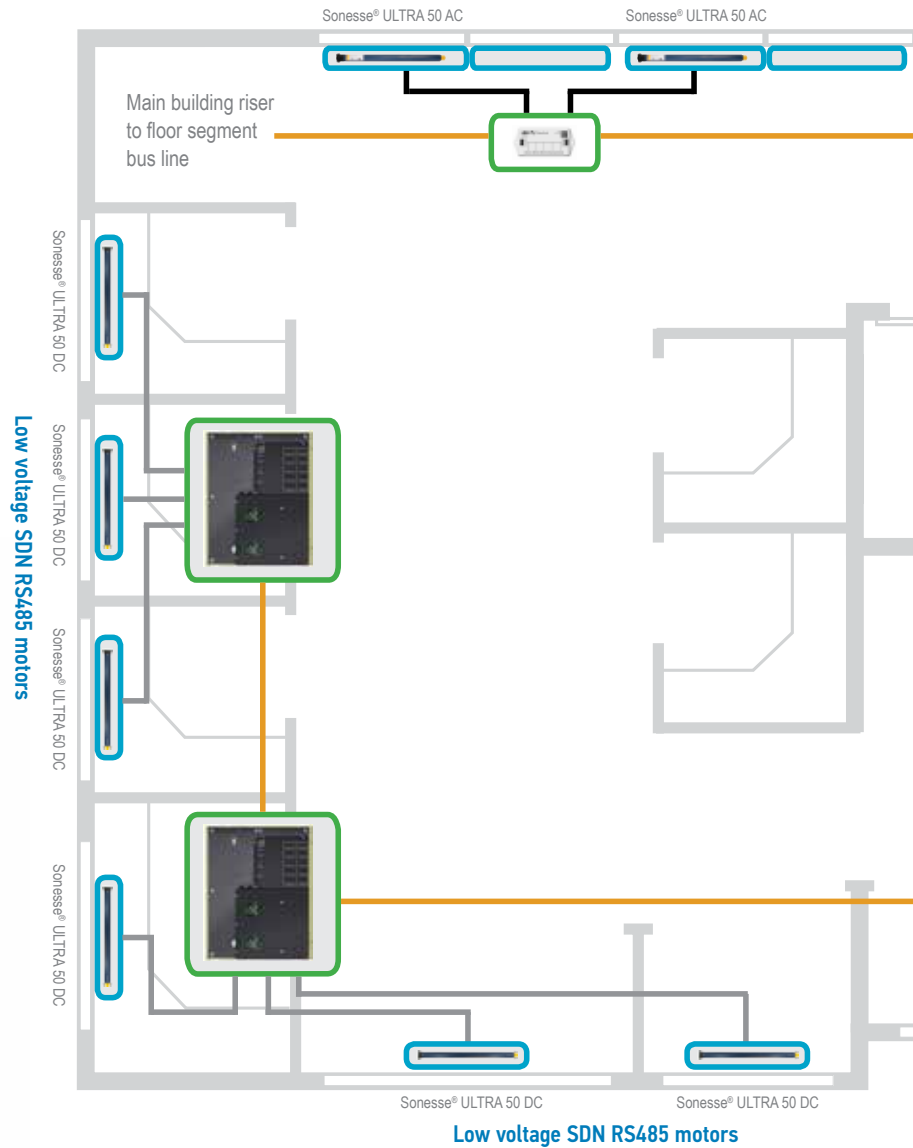 Sonesse® ULTRA 50 AC
Sonesse® ULTRA 50 AC
Main building riser
to floor segment
bus line
Sonesse® ULTRA 50 DC
Sonesse® ULTRA 50 DC
Sonesse® ULTRA 50 DC
Sonesse® ULTRA 50 DC
Low voltage SDN RS485 motors
Sonesse® ULTRA 50 DC
Sonesse® ULTRA 50 DC
Low voltage SDN RS485 motors